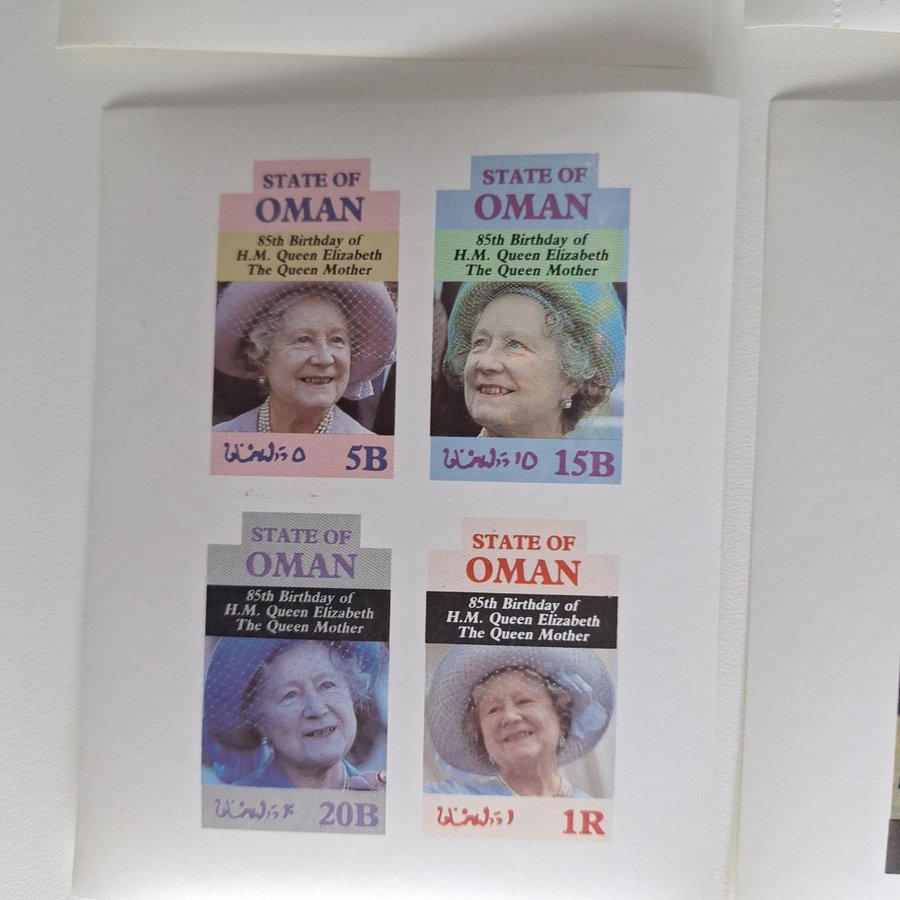 STATE OF
OMAN
85th Birthday of
H.M. Queen Elizabeth
The Queen Mother
5B
STATE OF
OMAN
85th Birthday of
H.M. Queen Elizabeth
The Queen Mother
15B
STATE OF
OMAN
85th Birthday of
H.M. Queen Elizabeth
The Queen Mother
20B
STATE OF
OMAN
85th Birthday of
H.M. Queen Elizabeth
The Queen Mother
1R